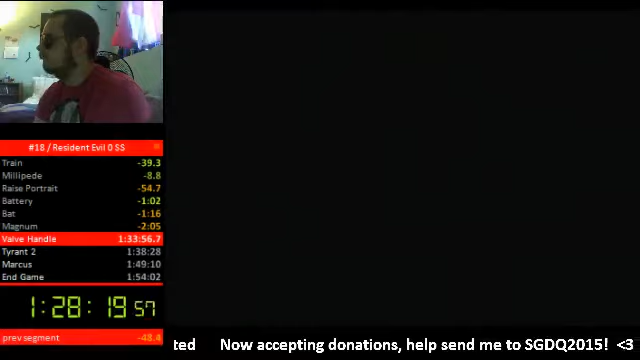 #18 / Resident Evil 0 SS
Train -39.3
Millipede -8.8
Raise Portrait -54.7
Battery -1:02
Bat -1:16
Magnum -2:05
Valve Handle 1:33:56.7
Tyrant 2 1:38:28
Marcus 1:49:10
End Game 1:54:02
1:28:19 57
prev segment -48.4
ted Now accepting donations, help send me to SGDQ2015! <3